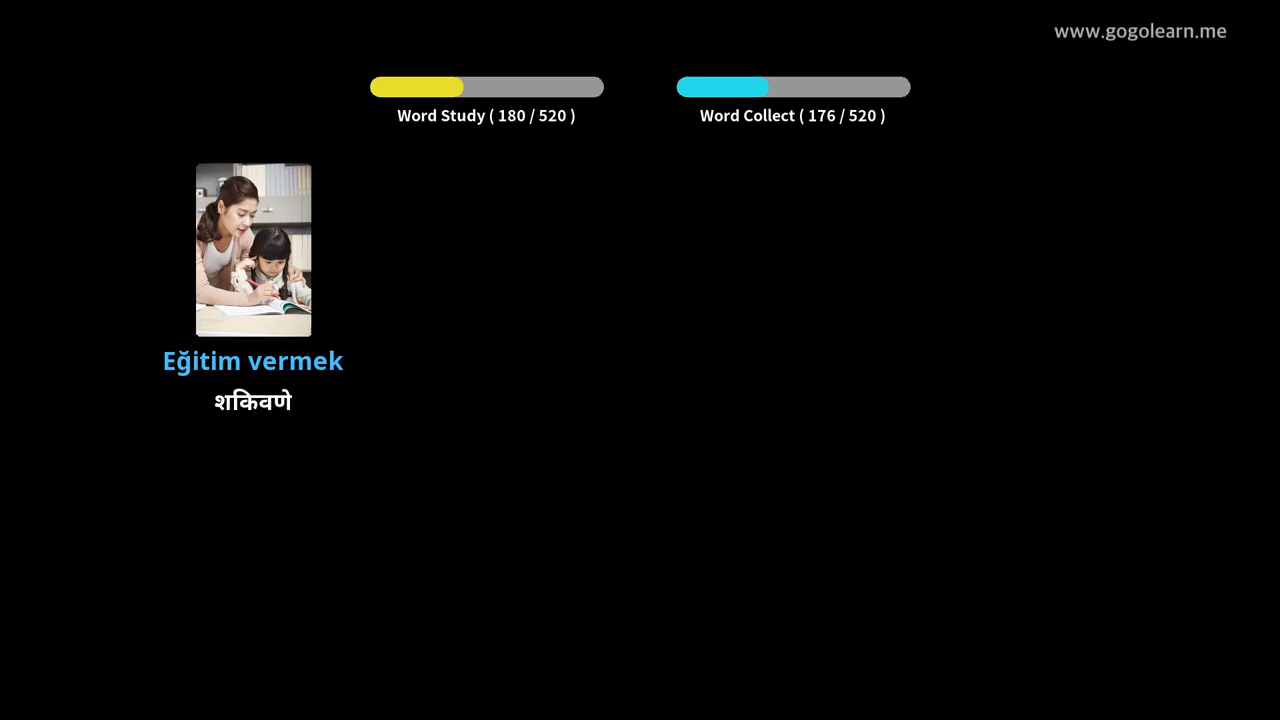 www.gogolearn.me
Word Study ( 180 / 520 )
Word Collect ( 176 / 520 )
Eğitim vermek
शकिवणे